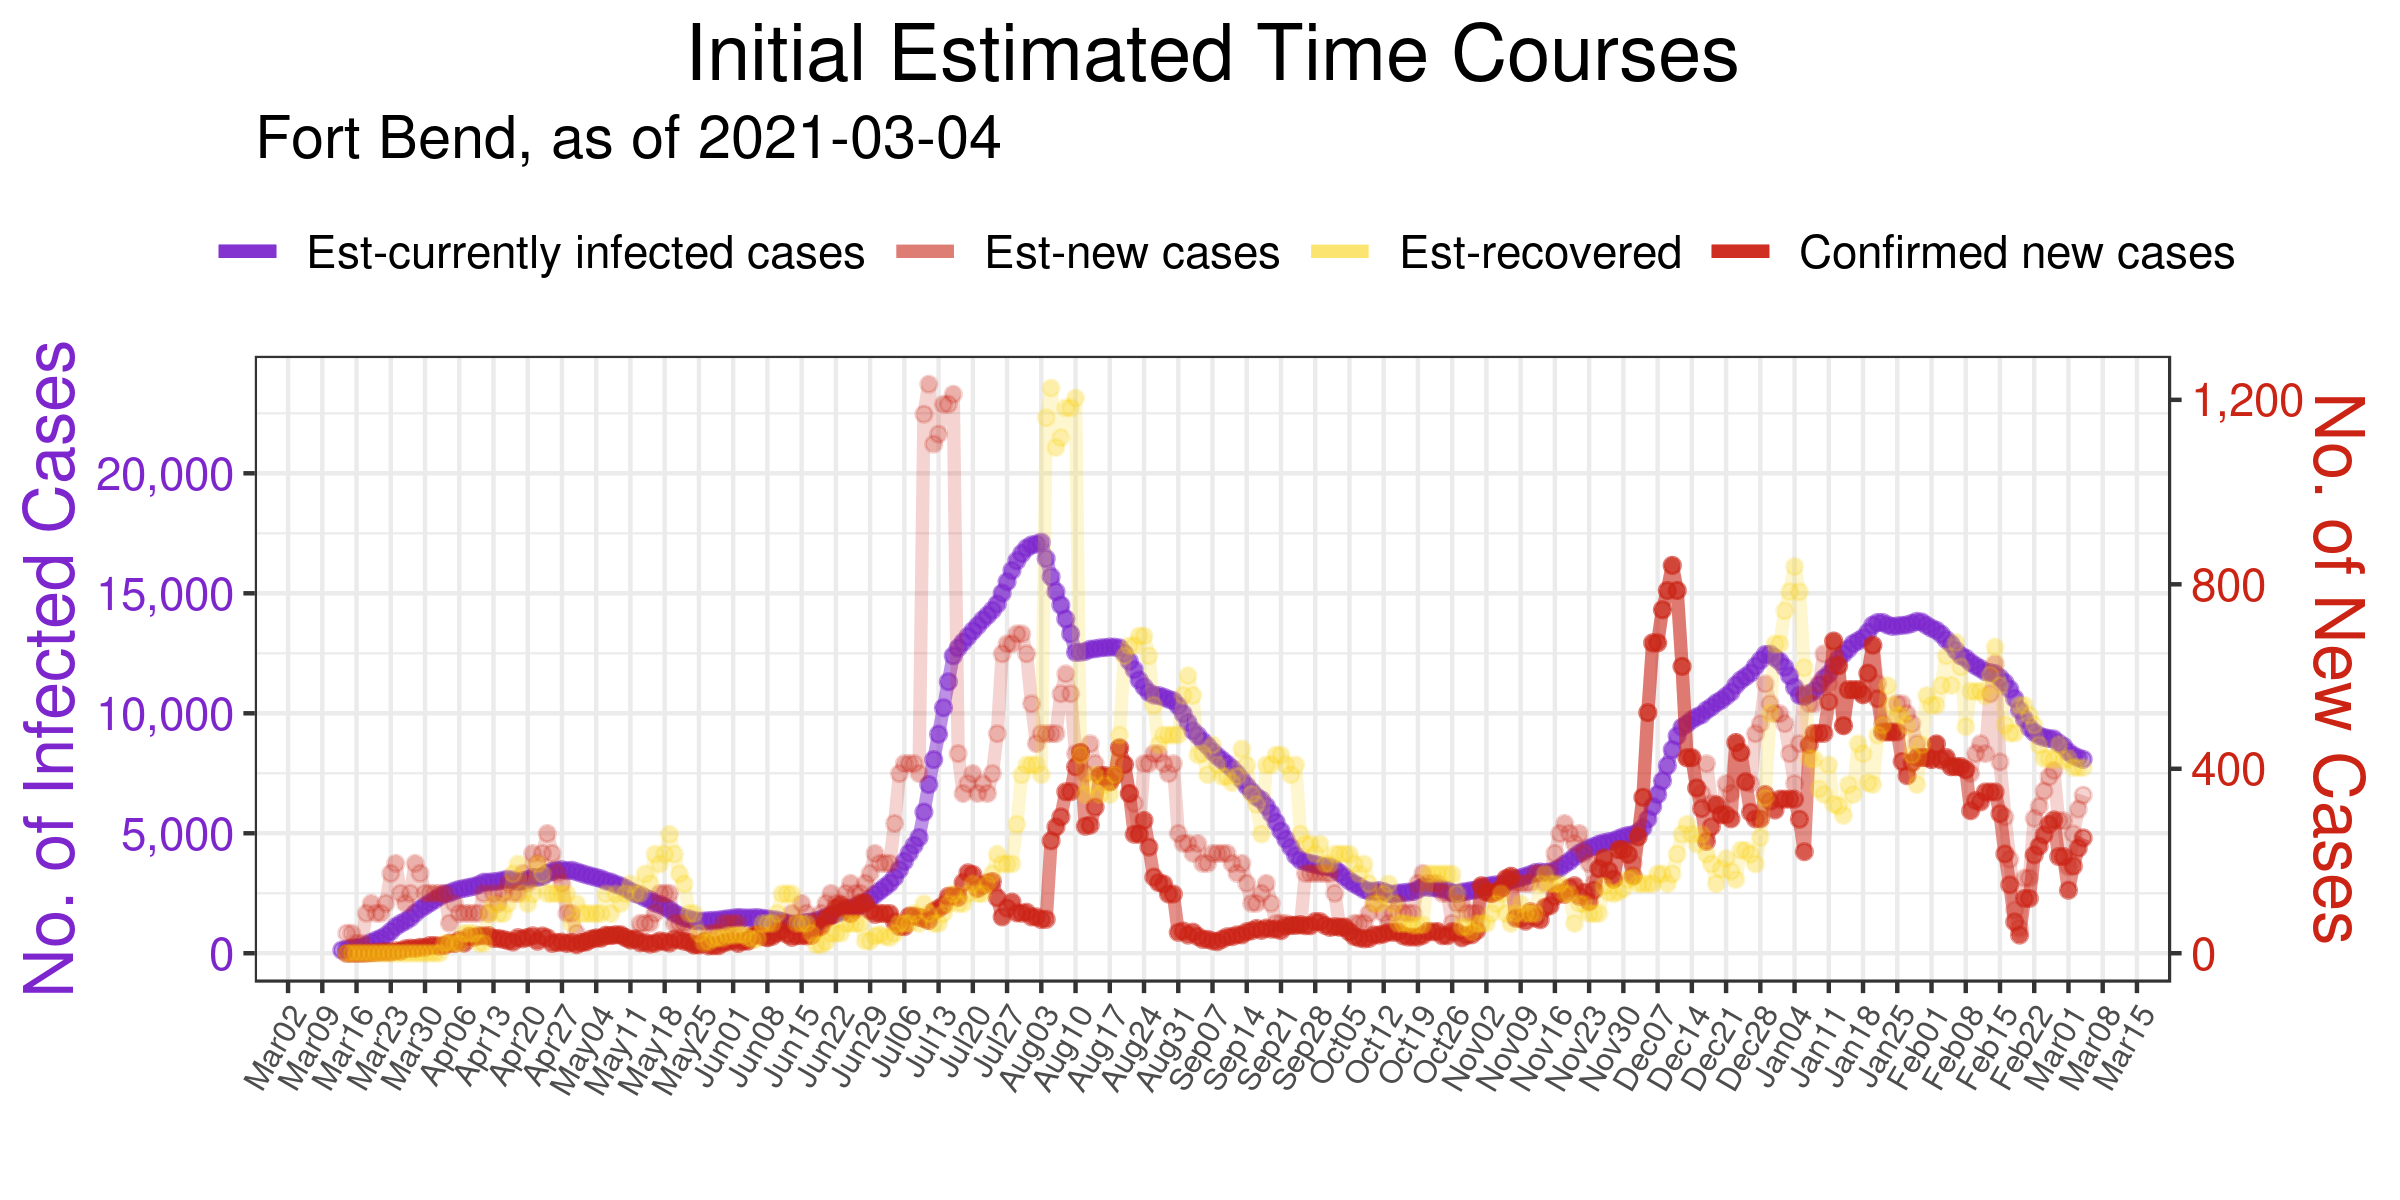 Initial Estimated Time Courses
Fort Bend, as of 2021-03-04
Est-currently infected cases Est-new cases Est-recovered Confirmed new cases
No. of Infected Cases
20,000
15,000
10,000
5,000
0
1,200
800
400
0
No. of New Cases
Mar02 Mar09 Mar16 Mar23 Mar30 Apr06 Apr13 Apr20 Apr27 May04 May11 May18 May25 Jun01 Jun08 Jun15 Jun22 Jun29 Jul06 Jul13 Jul20 Jul27 Aug03 Aug10 Aug17 Aug24 Aug31 Sep07 Sep14 Sep21 Sep28 Oct05 Oct12 Oct19 Oct26 Nov02 Nov09 Nov16 Nov23 Nov30 Dec07 Dec14 Dec21 Dec28 Jan04 Jan11 Jan18 Jan25 Feb01 Feb08 Feb15 Feb22 Mar01 Mar08 Mar15